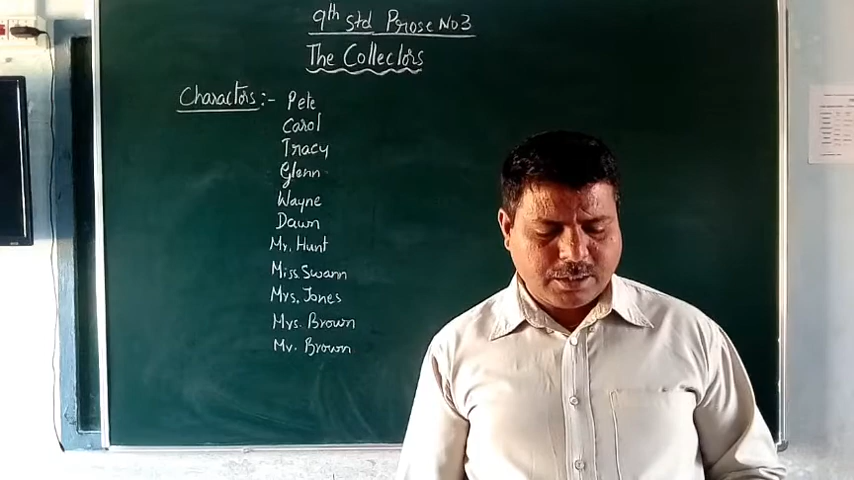 9th Std Prose No 3
The Collectors
Charactors :- Pete
Carol
Tracy
Glenn
Wayne
Dawn
Mr. Hunt
Miss. Swann
Mrs. Jones
Mrs. Brown
Mr. Brown